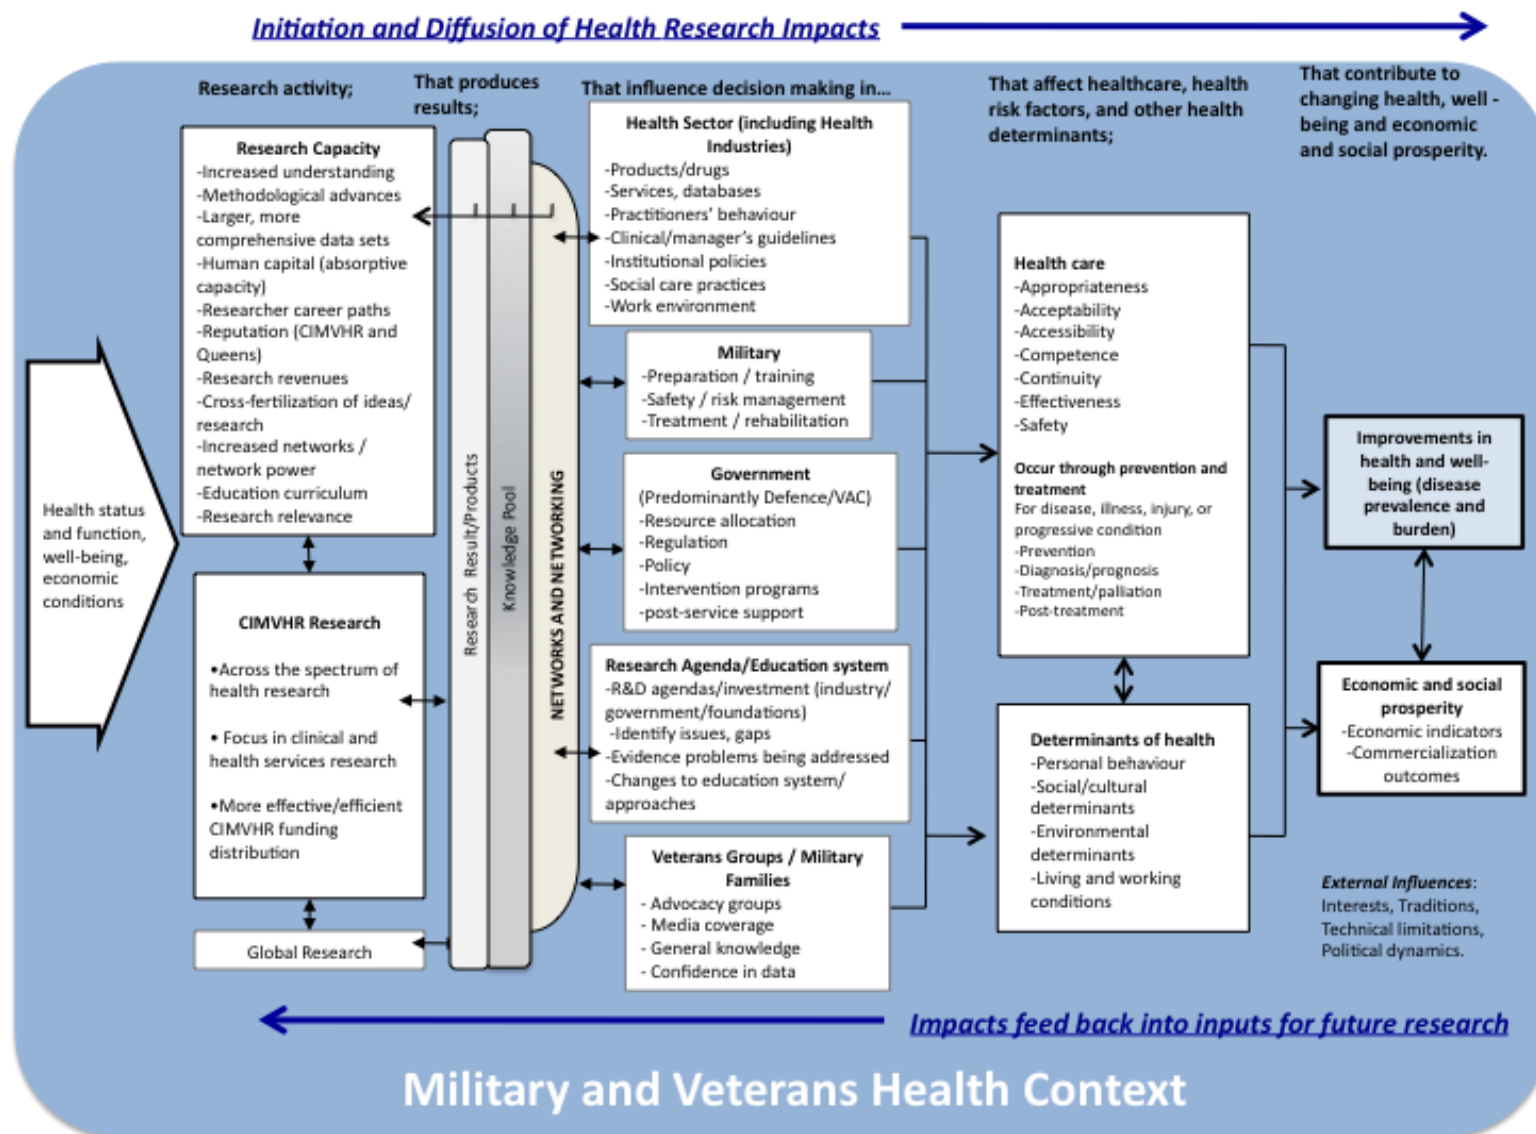 Initiation and Diffusion of Health Research Impacts
Research activity;
That produces
results;
That influence decision making in...
That affect healthcare, health
risk factors, and other health
determinants;
That contribute to
changing health, well -
being and economic
and social prosperity.
Health status
and function,
well-being,
economic
conditions
Research Capacity
-Increased understanding
-Methodological advances
-Larger, more
comprehensive data sets
-Human capital (absorptive
capacity)
-Researcher career paths
-Reputation (CIMVHR and
Queens)
-Research revenues
-Cross-fertilization of ideas/
research
-Increased networks /
network power
-Education curriculum
-Research relevance
CIMVHR Research
•Across the spectrum of
health research
• Focus in clinical and
health services research
•More effective/efficient
CIMVHR funding
distribution
Global Research
Research Result/Products
Knowledge Pool
NETWORKS AND NETWORKING
Health Sector (including Health
Industries)
-Products/drugs
-Services, databases
-Practitioners' behaviour
-Clinical/manager's guidelines
-Institutional policies
-Social care practices
-Work environment
Military
-Preparation / training
-Safety / risk management
-Treatment / rehabilitation
Government
(Predominantly Defence/VAC)
-Resource allocation
-Regulation
-Policy
-Intervention programs
-post-service support
Research Agenda/Education system
-R&D agendas/investment (industry/
government/foundations)
-Identify issues, gaps
-Evidence problems being addressed
-Changes to education system/
approaches
Veterans Groups / Military
Families
- Advocacy groups
- Media coverage
- General knowledge
- Confidence in data
Health care
-Appropriateness
-Acceptability
-Accessibility
-Competence
-Continuity
-Effectiveness
-Safety
Occur through prevention and
treatment
For disease, illness, injury, or
progressive condition
-Prevention
-Diagnosis/prognosis
-Treatment/palliation
-Post-treatment
Determinants of health
-Personal behaviour
-Social/cultural
determinants
-Environmental
determinants
-Living and working
conditions
Improvements in
health and well-
being (disease
prevalence and
burden)
Economic and social
prosperity
-Economic indicators
-Commercialization
outcomes
External Influences:
Interests, Traditions,
Technical limitations,
Political dynamics.
Impacts feed back into inputs for future research
Military and Veterans Health Context